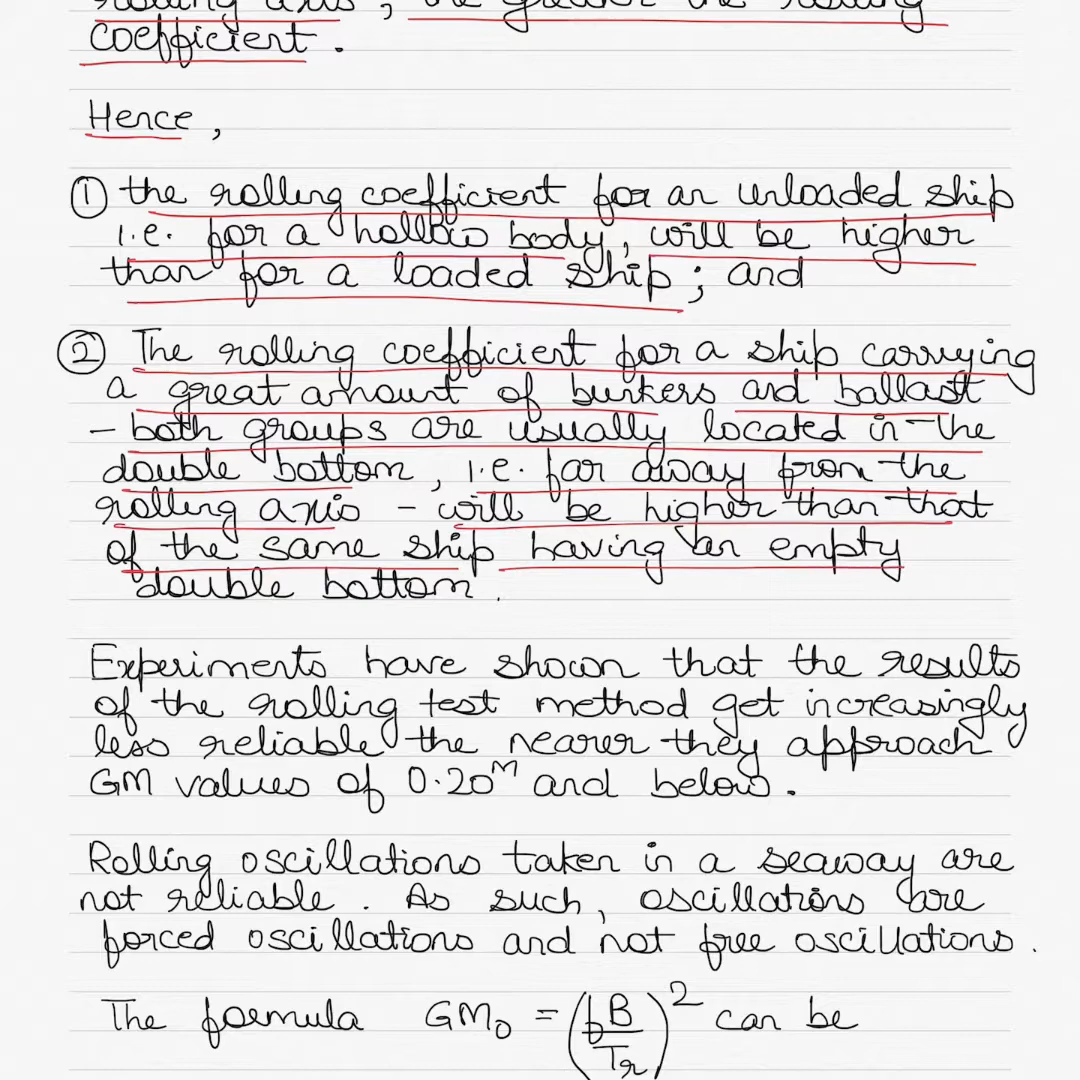 rolling axis, the greater the rolling
coefficient.
Hence,
① the rolling coefficient for an unloaded ship
i.e. for a hollow body, will be higher
than for a loaded ship; and
② The rolling coefficient for a ship carrying
a great amount of bunkers and ballast
- both groups are usually located in the
double bottom, i.e. far away from the
rolling axis - will be higher than that
of the same ship having an empty
double bottom.
Experiments have shown that the results
of the rolling test method get increasingly
less reliable the nearer they approach
GM values of 0.20ᴹ and below.
Rolling oscillations taken in a seaway are
not reliable. As such, oscillations are
forced oscillations and not free oscillations.
The formula GM₀ = (fB/Tr)² can be